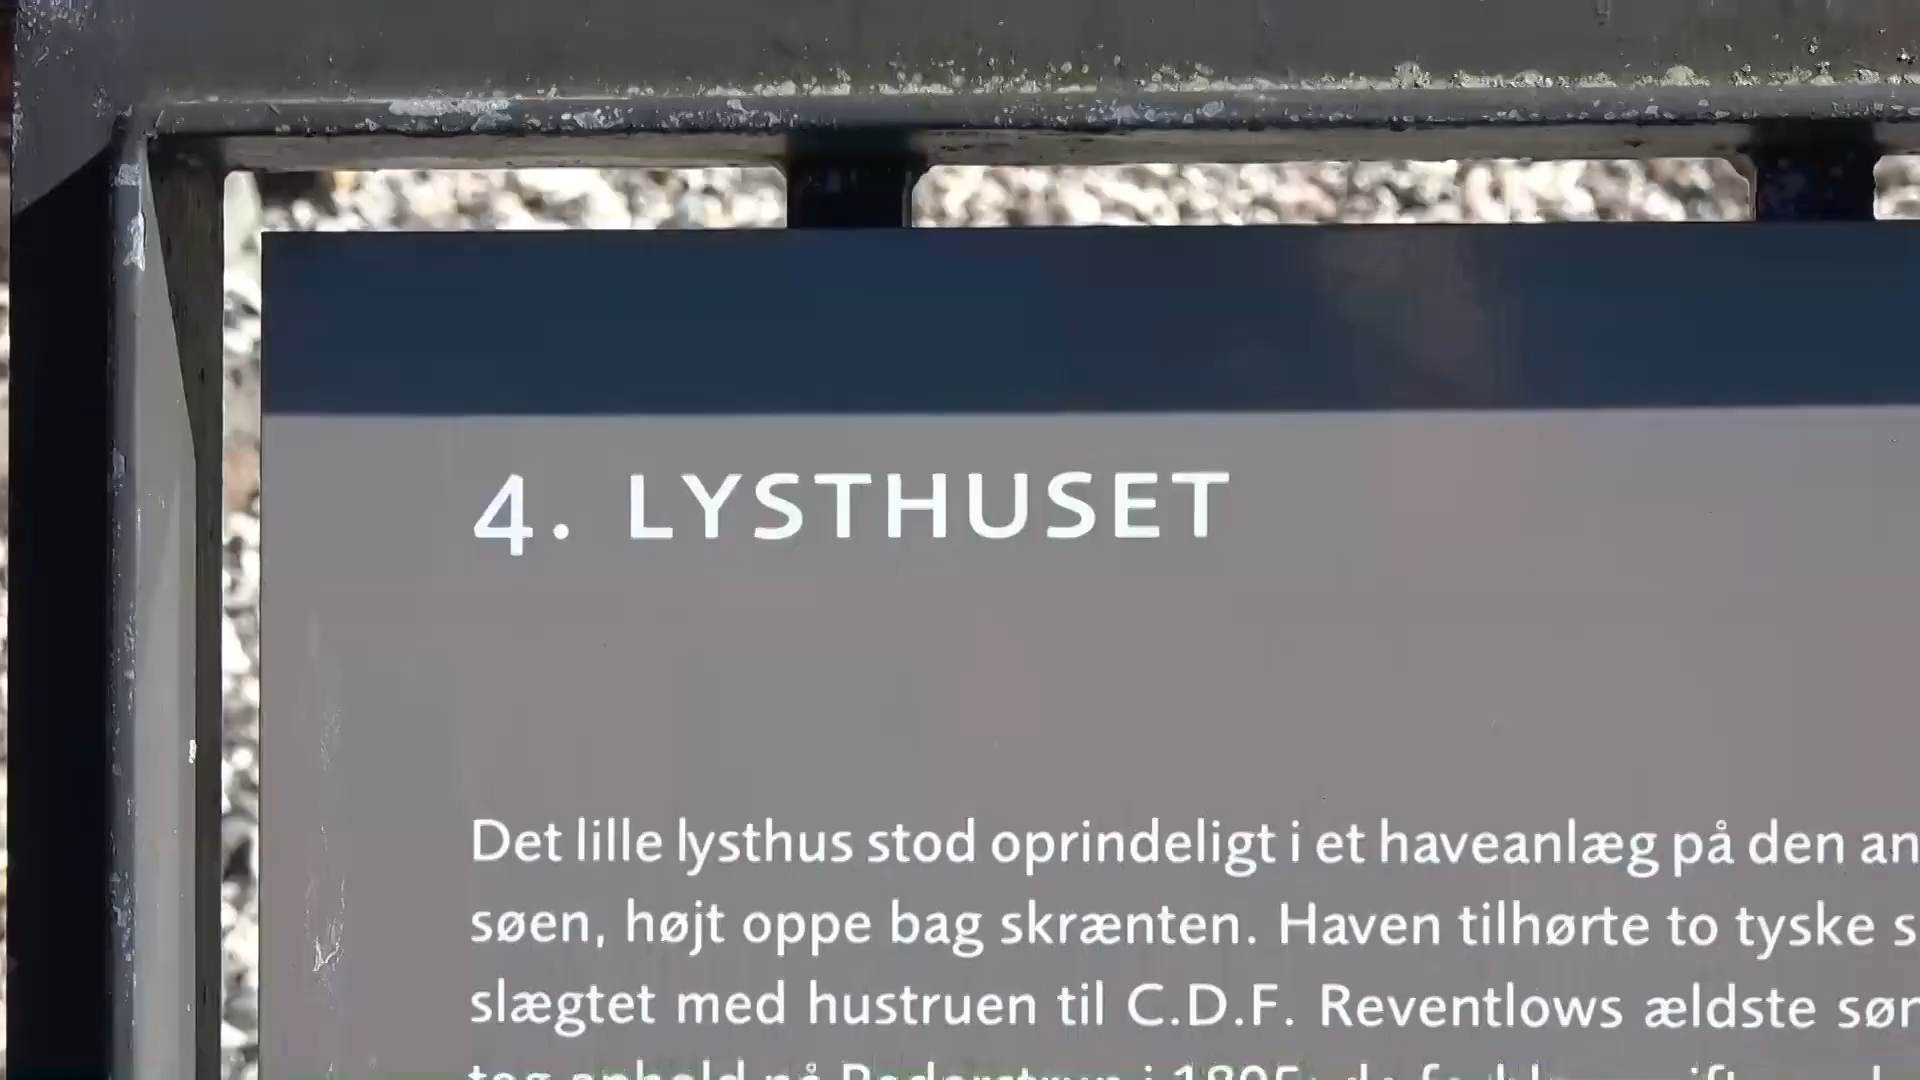 4. LYSTHUSET
Det lille lysthus stod oprindeligt i et haveanlæg på den an
søen, højt oppe bag skrænten. Haven tilhørte to tyske s
slægtet med hustruen til C.D.F. Reventlows ældste søn